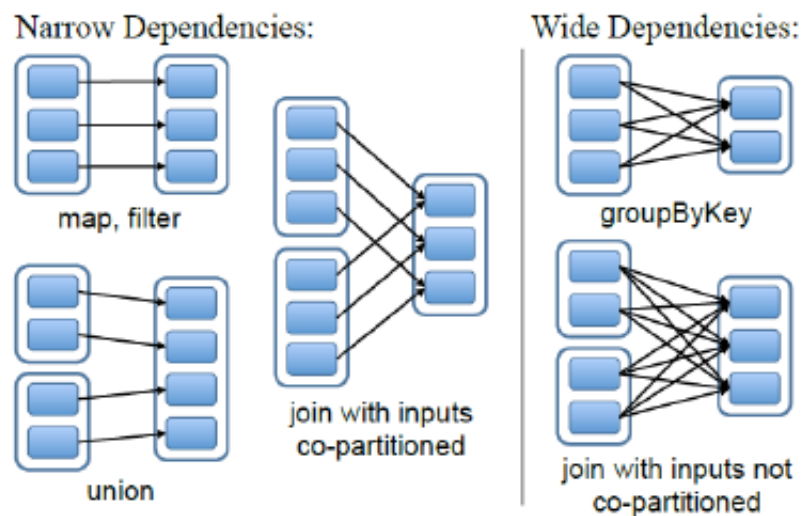 Narrow Dependencies:
map, filter
union
join with inputs
co-partitioned
Wide Dependencies:
groupByKey
join with inputs not
co-partitioned